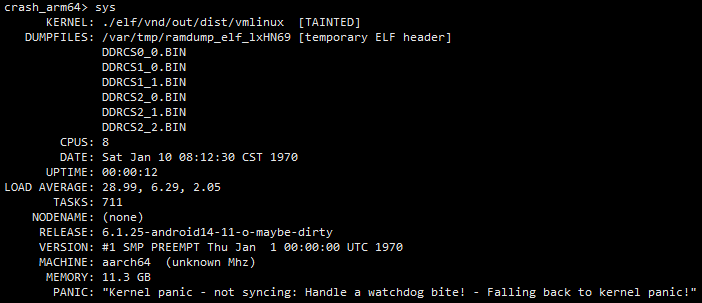 crash_arm64> sys
KERNEL: ./elf/vnd/out/dist/vmlinux [TAINTED]
DUMPFILES: /var/tmp/ramdump_elf_lxHN69 [temporary ELF header]
DDRCS0_0.BIN
DDRCS1_0.BIN
DDRCS1_1.BIN
DDRCS2_0.BIN
DDRCS2_1.BIN
DDRCS2_2.BIN
CPUS: 8
DATE: Sat Jan 10 08:12:30 CST 1970
UPTIME: 00:00:12
LOAD AVERAGE: 28.99, 6.29, 2.05
TASKS: 711
NODENAME: (none)
RELEASE: 6.1.25-android14-11-o-maybe-dirty
VERSION: #1 SMP PREEMPT Thu Jan  1 00:00:00 UTC 1970
MACHINE: aarch64  (unknown Mhz)
MEMORY: 11.3 GB
PANIC: "Kernel panic - not syncing: Handle a watchdog bite! - Falling back to kernel panic!"